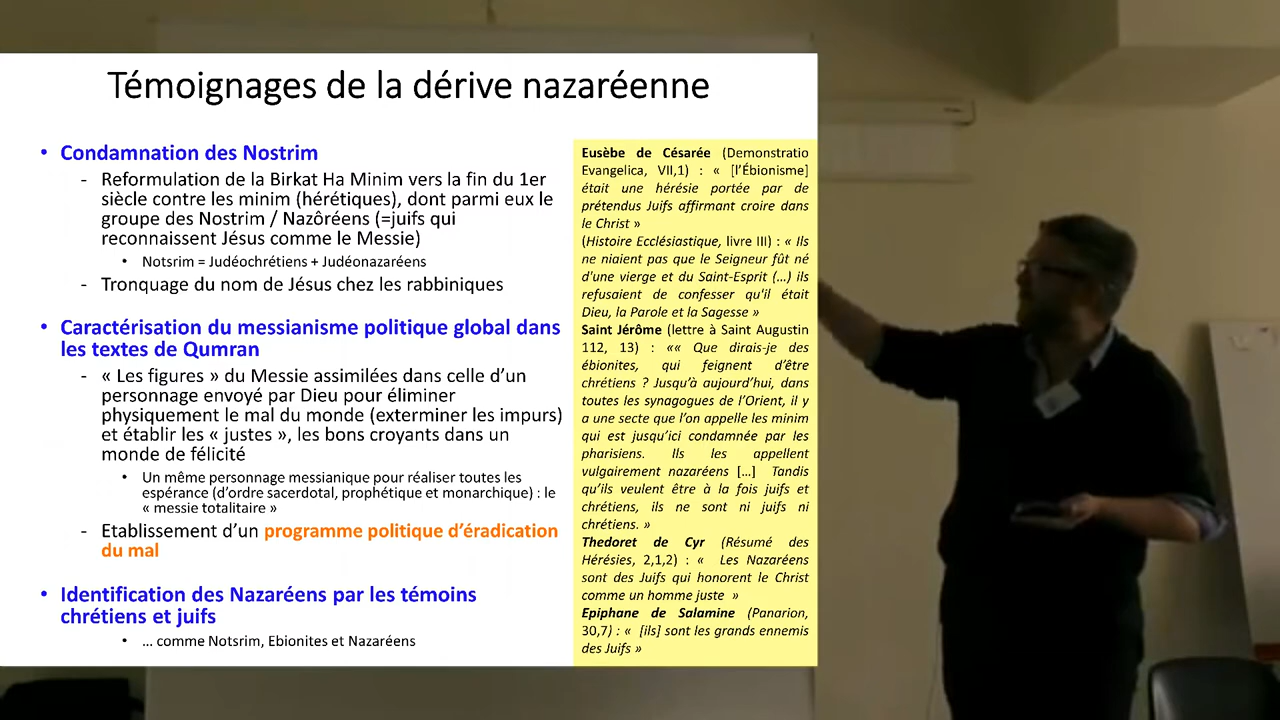 Témoignages de la dérive nazaréenne
• Condamnation des Nostrim
- Reformulation de la Birkat Ha Minim vers la fin du 1er
siècle contre les minim (hérétiques), dont parmi eux le
groupe des Nostrim / Nazôréens (=juifs qui
reconnaissent Jésus comme le Messie)
• Notsrim = Judéochrétiens + Judéonazaréens
- Tronquage du nom de Jésus chez les rabbiniques
• Caractérisation du messianisme politique global dans
les textes de Qumran
- « Les figures » du Messie assimilées dans celle d’un
personnage envoyé par Dieu pour éliminer
physiquement le mal du monde (exterminer les impurs)
et établir les « justes », les bons croyants dans un
monde de félicité
• Un même personnage messianique pour réaliser toutes les
espérance (d’ordre sacerdotal, prophétique et monarchique) : le
« messie totalitaire »
- Etablissement d’un programme politique d’éradication
du mal
• Identification des Nazaréens par les témoins
chrétiens et juifs
• … comme Notsrim, Ebionites et Nazaréens
Eusèbe de Césarée (Demonstratio
Evangelica, VII,1) : « [l’Ébionisme]
était une hérésie portée par de
prétendus Juifs affirmant croire dans
le Christ »
(Histoire Ecclésiastique, livre III) : « Ils
ne niaient pas que le Seigneur fût né
d'une vierge et du Saint-Esprit (…) ils
refusaient de confesser qu'il était
Dieu, la Parole et la Sagesse »
Saint Jérôme (lettre à Saint Augustin
112, 13) : «« Que dirais-je des
ébionites, qui feignent d’être
chrétiens ? Jusqu’à aujourd’hui, dans
toutes les synagogues de l’Orient, il y
a une secte que l’on appelle les minim
qui est jusqu’ici condamnée par les
pharisiens. Ils les appellent
vulgairement nazaréens […] Tandis
qu’ils veulent être à la fois juifs et
chrétiens, ils ne sont ni juifs ni
chrétiens. »
Thedoret de Cyr (Résumé des
Hérésies, 2,1,2) : « Les Nazaréens
sont des Juifs qui honorent le Christ
comme un homme juste »
Epiphane de Salamine (Panarion,
30,7) : « [ils] sont les grands ennemis
des Juifs »